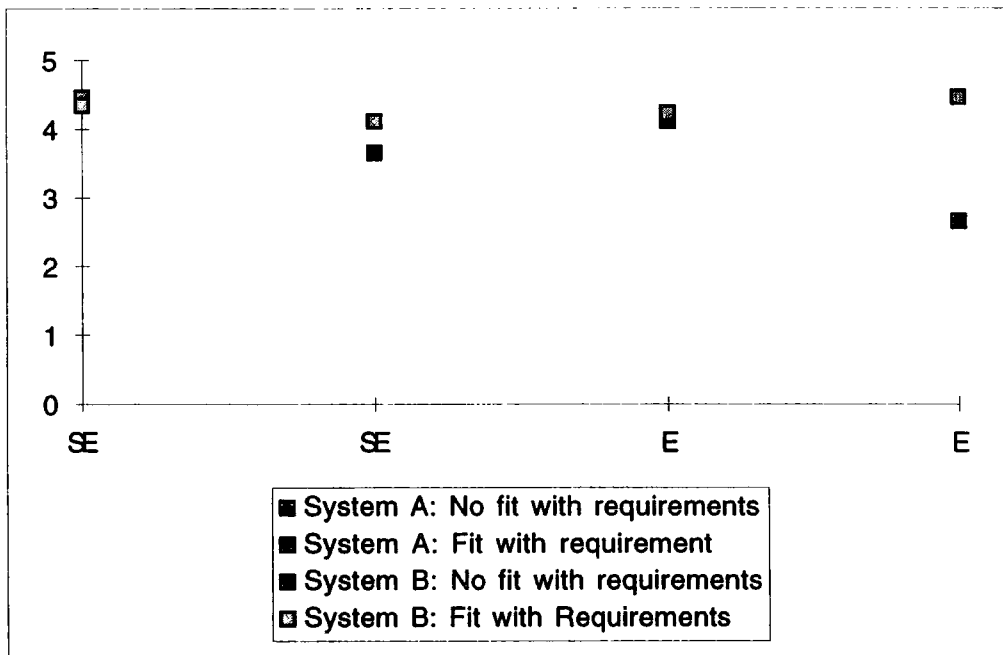 5
4
3
2
1
0
SE SE E E
System A: No fit with requirements
System A: Fit with requirement
System B: No fit with requirements
System B: Fit with Requirements